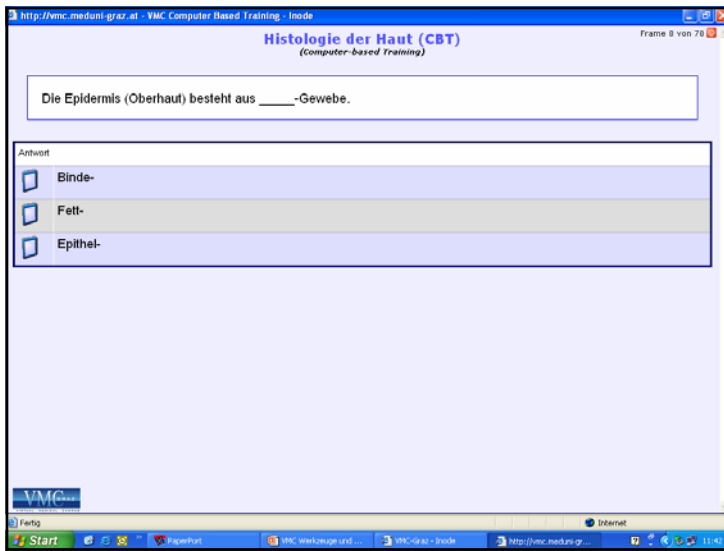 http://vmc.meduni-graz.at - VMC Computer Based Training - Inode
Histologie der Haut (CBT)
(Computer-based Training)
Frame 8 von 78
Die Epidermis (Oberhaut) besteht aus _____-Gewebe.
Antwort
Binde-
Fett-
Epithel-
VMC
Fertig
Internet
Start
PaperPort
VMC Werkzeuge und ...
VMC-Graz - Inode
http://vmc.meduni-gr...
11:42